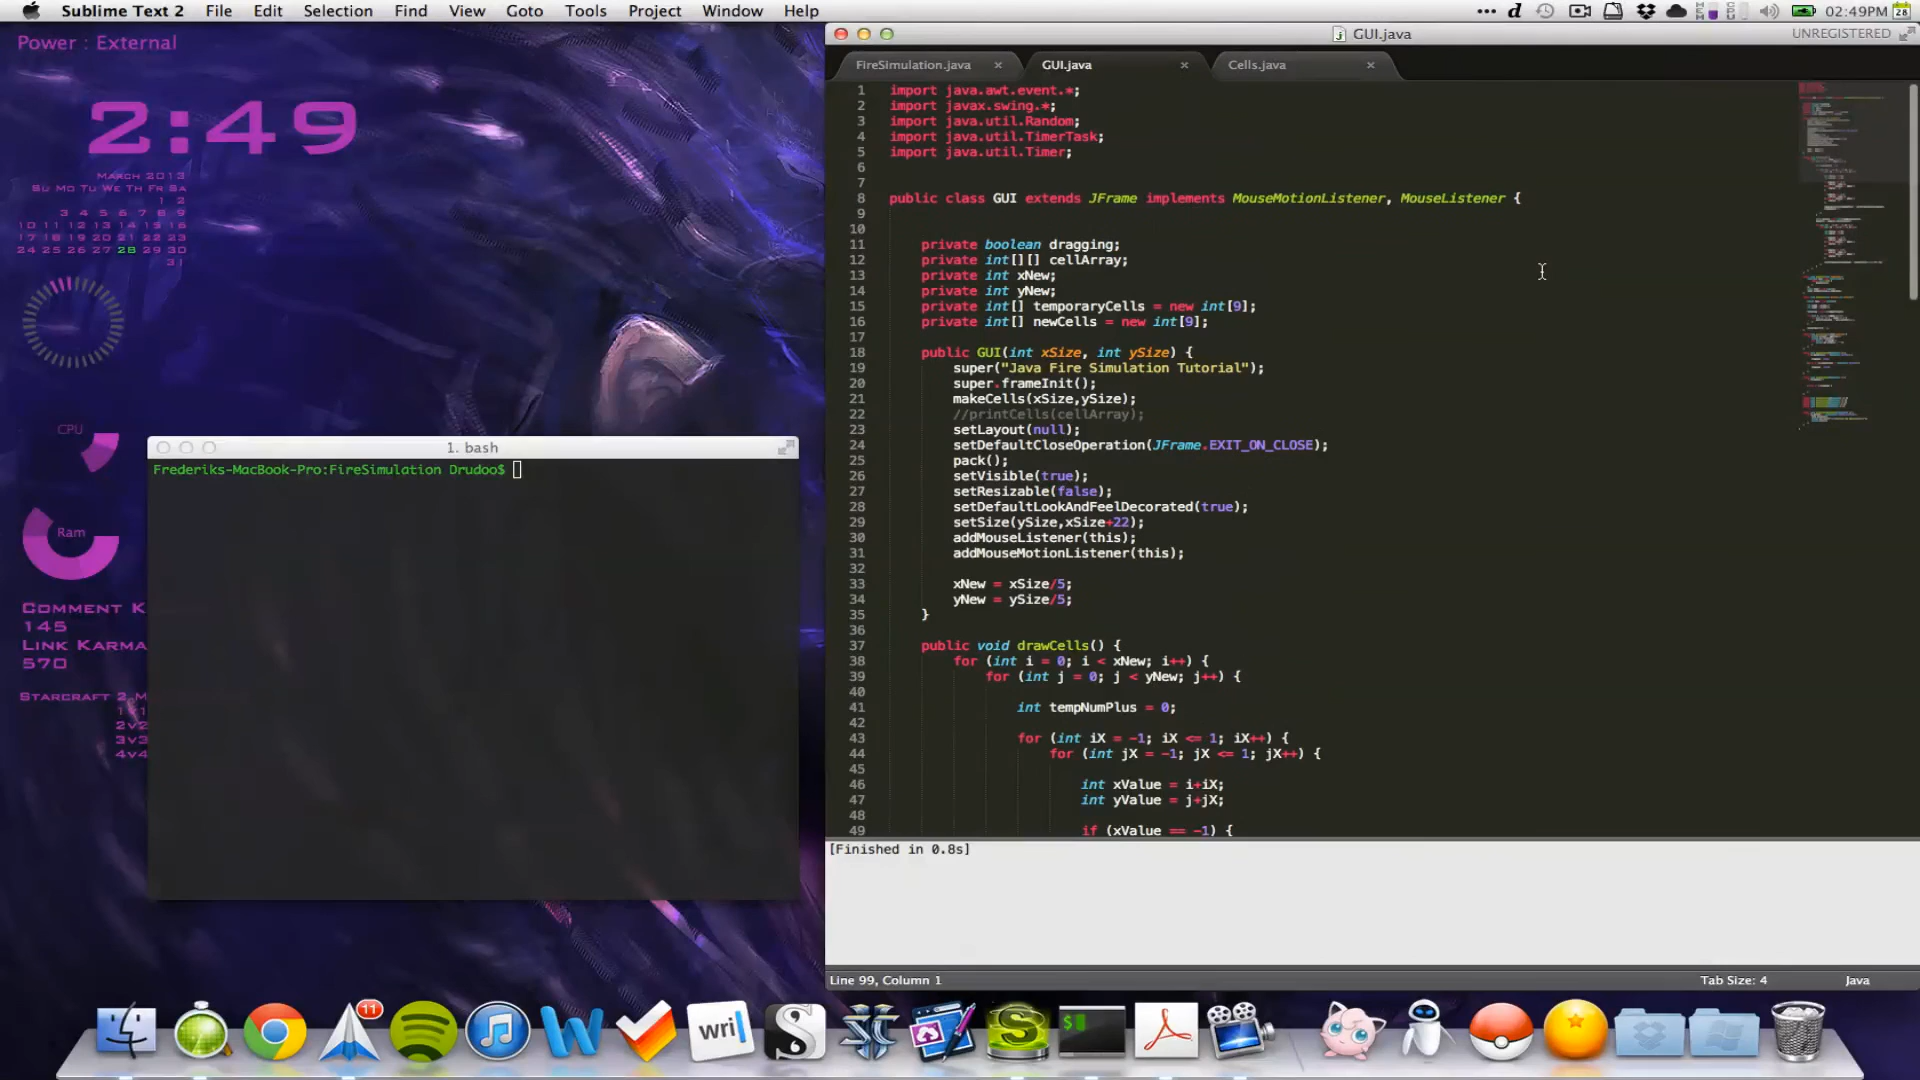 Sublime Text 2 File Edit Selection Find View Goto Tools Project Window Help
02:49PM 28
Power : External
2:49
March 2013
Su Mo Tu We Th Fr Sa
1 2
3 4 5 6 7 8 9
10 11 12 13 14 15 16
17 18 19 20 21 22 23
24 25 26 27 28 29 30
31
CPU
Ram
Comment K
145
Link Karma
570
Starcraft 2 M
1v1
2v2
3v3
4v4
1. bash
Frederiks-MacBook-Pro:FireSimulation Drudoo$
GUI.java
UNREGISTERED
FireSimulation.java × GUI.java × Cells.java ×
1 import java.awt.event.*;
2 import javax.swing.*;
3 import java.util.Random;
4 import java.util.TimerTask;
5 import java.util.Timer;
6
7
8 public class GUI extends JFrame implements MouseMotionListener, MouseListener {
9
10
11 private boolean dragging;
12 private int[][] cellArray;
13 private int xNew;
14 private int yNew;
15 private int[] temporaryCells = new int[9];
16 private int[] newCells = new int[9];
17
18 public GUI(int xSize, int ySize) {
19 super("Java Fire Simulation Tutorial");
20 super.frameInit();
21 makeCells(xSize,ySize);
22 //printCells(cellArray);
23 setLayout(null);
24 setDefaultCloseOperation(JFrame.EXIT_ON_CLOSE);
25 pack();
26 setVisible(true);
27 setResizable(false);
28 setDefaultLookAndFeelDecorated(true);
29 setSize(ySize,xSize+22);
30 addMouseListener(this);
31 addMouseMotionListener(this);
32
33 xNew = xSize/5;
34 yNew = ySize/5;
35 }
36
37 public void drawCells() {
38 for (int i = 0; i < xNew; i++) {
39 for (int j = 0; j < yNew; j++) {
40
41 int tempNumPlus = 0;
42
43 for (int iX = -1; iX <= 1; iX++) {
44 for (int jX = -1; jX <= 1; jX++) {
45
46 int xValue = i+iX;
47 int yValue = j+jX;
48
49 if (xValue == -1) {
[Finished in 0.8s]
Line 99, Column 1
Tab Size: 4
Java
11
wri